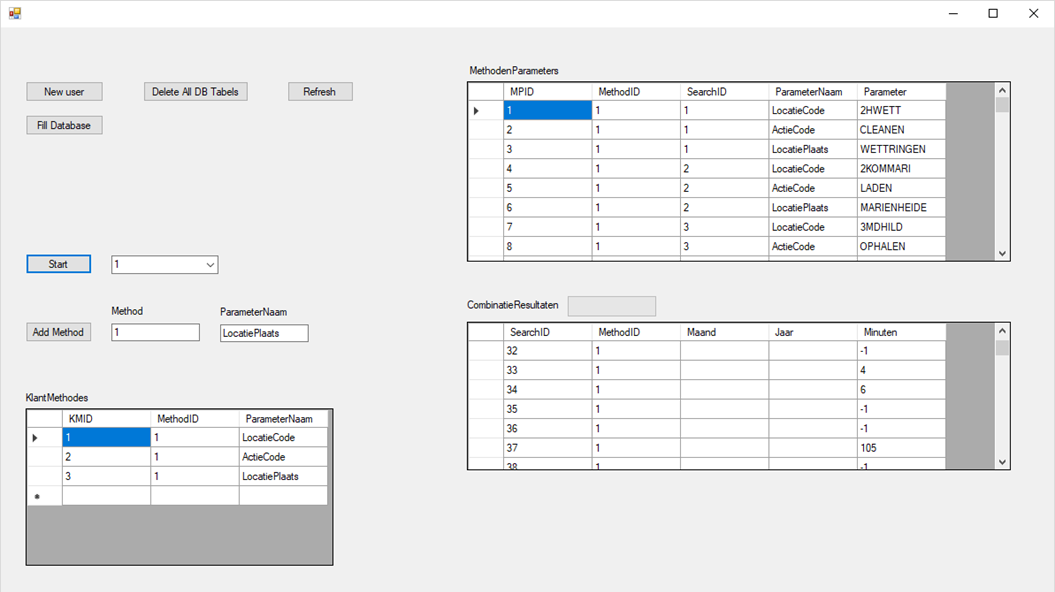 New user
Delete All DB Tabels
Refresh
Fill Database
Start
1
Method
ParameterNaam
Add Method
1
LocatiePlaats
KlantMethodes
KMID MethodID ParameterNaam
1 1 LocatieCode
2 1 ActieCode
3 1 LocatiePlaats
MethodenParameters
MPID MethodID SearchID ParameterNaam Parameter
1 1 1 LocatieCode 2HWETT
2 1 1 ActieCode CLEANEN
3 1 1 LocatiePlaats WETTRINGEN
4 1 2 LocatieCode 2KOMMARI
5 1 2 ActieCode LADEN
6 1 2 LocatiePlaats MARIENHEIDE
7 1 3 LocatieCode 3MDHILD
8 1 3 ActieCode OPHALEN
CombinatieResultaten
SearchID MethodID Maand Jaar Minuten
32 1 -1
33 1 4
34 1 6
35 1 -1
36 1 -1
37 1 105
38 1 -1